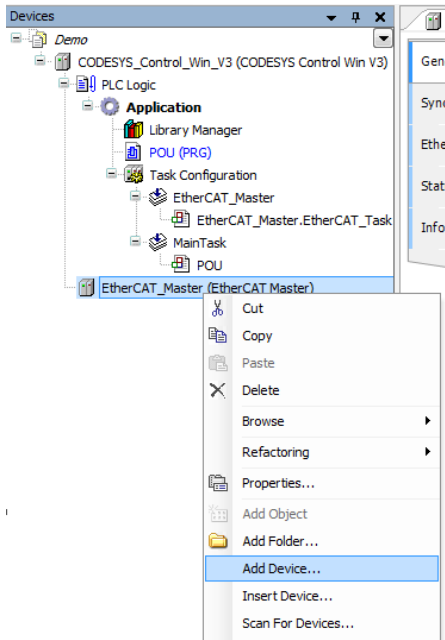 Devices
Demo
CODESYS_Control_Win_V3 (CODESYS Control Win V3)
PLC Logic
Application
Library Manager
POU (PRG)
Task Configuration
EtherCAT_Master
EtherCAT_Master.EtherCAT_Task
MainTask
POU
EtherCAT_Master (EtherCAT Master)
Gen
Sync
Ethe
Stat
Info
Cut
Copy
Paste
Delete
Browse
Refactoring
Properties...
Add Object
Add Folder...
Add Device...
Insert Device...
Scan For Devices...